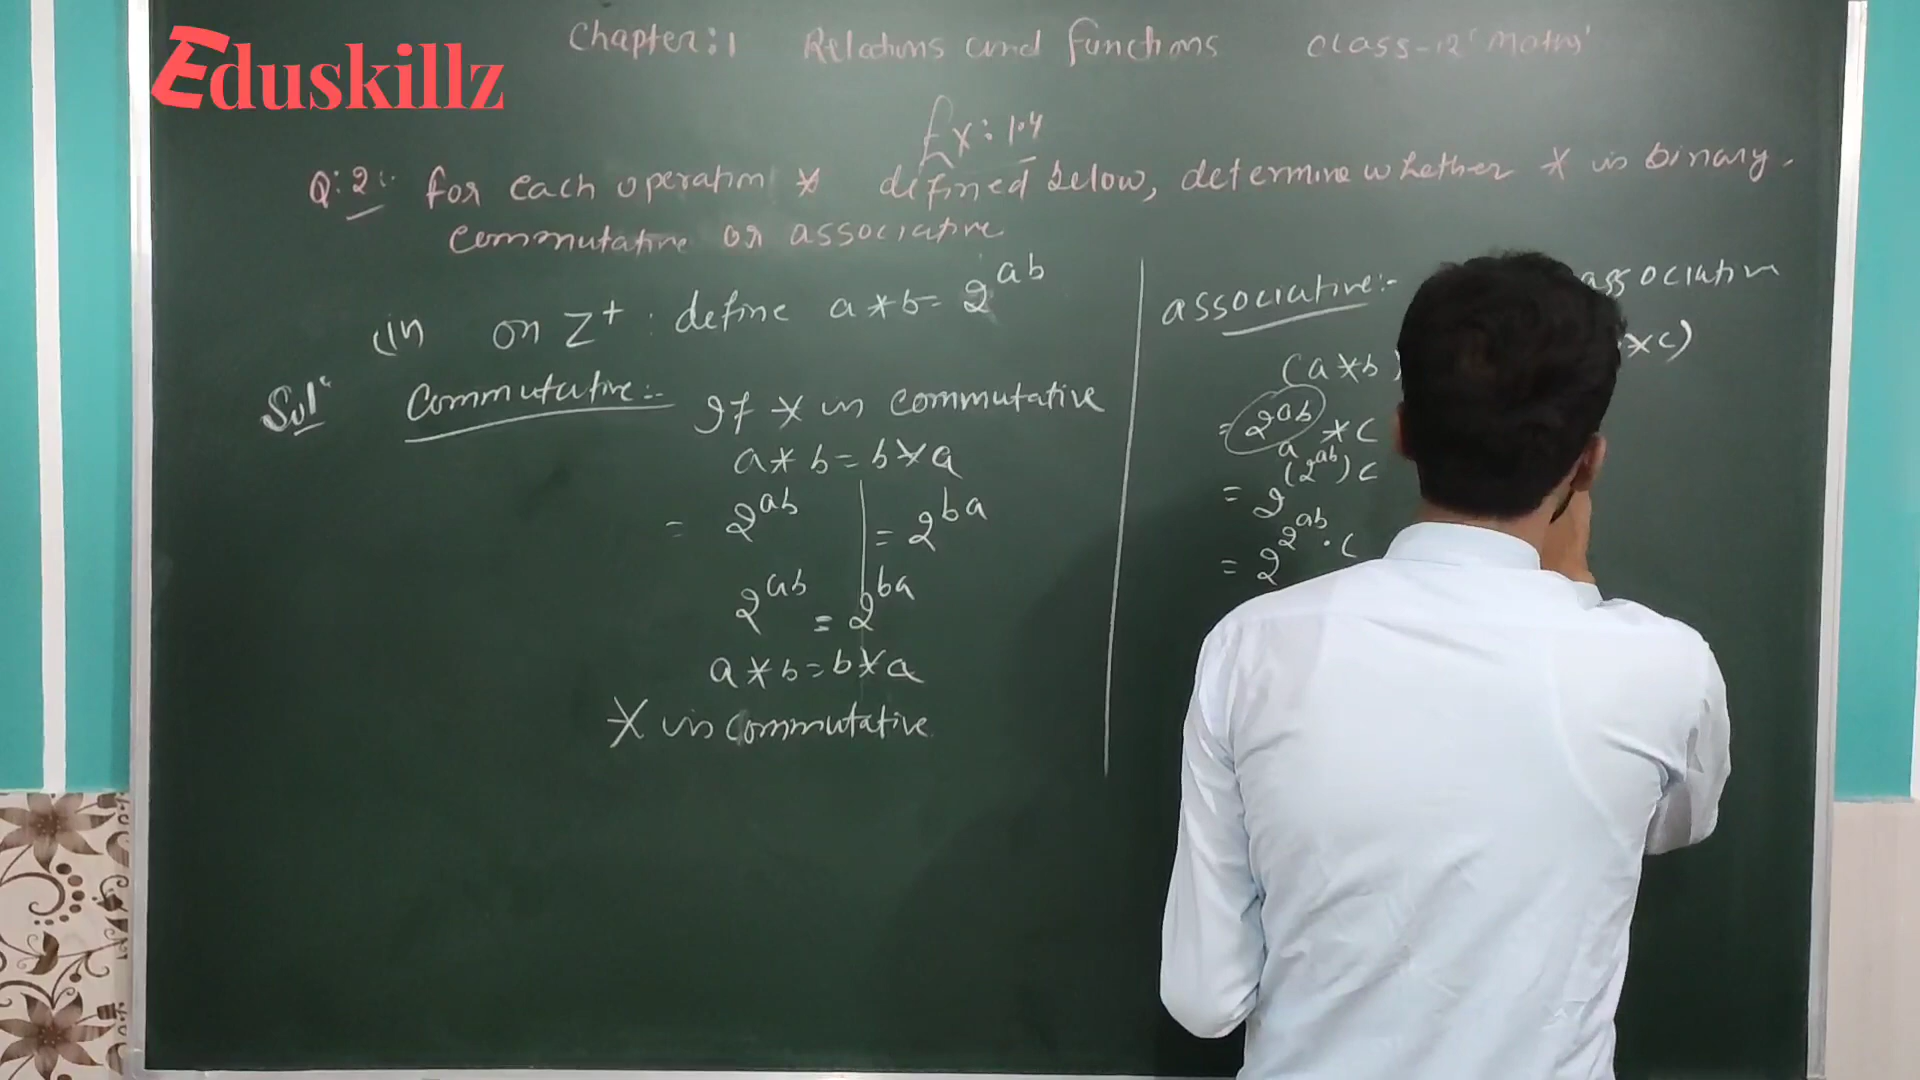 Eduskillz
Chapter: 1 Relations and functions CLASS-12 'Maths'
Ex: 1.4
Q:2: for each operation * defined below, determine whether * is binary,
commutative or associative
on Z+ : define a*b= 2^ab
Sol
Commutative:- If * is commutative
a*b=b*a
= 2^ab = 2^ba
2^ab = 2^ba
a*b=b*a
* is commutative
associative:- associative
(a*b) *c)
= 2^ab *c
a
= 2^(2^ab)c
= 2^2^ab.c